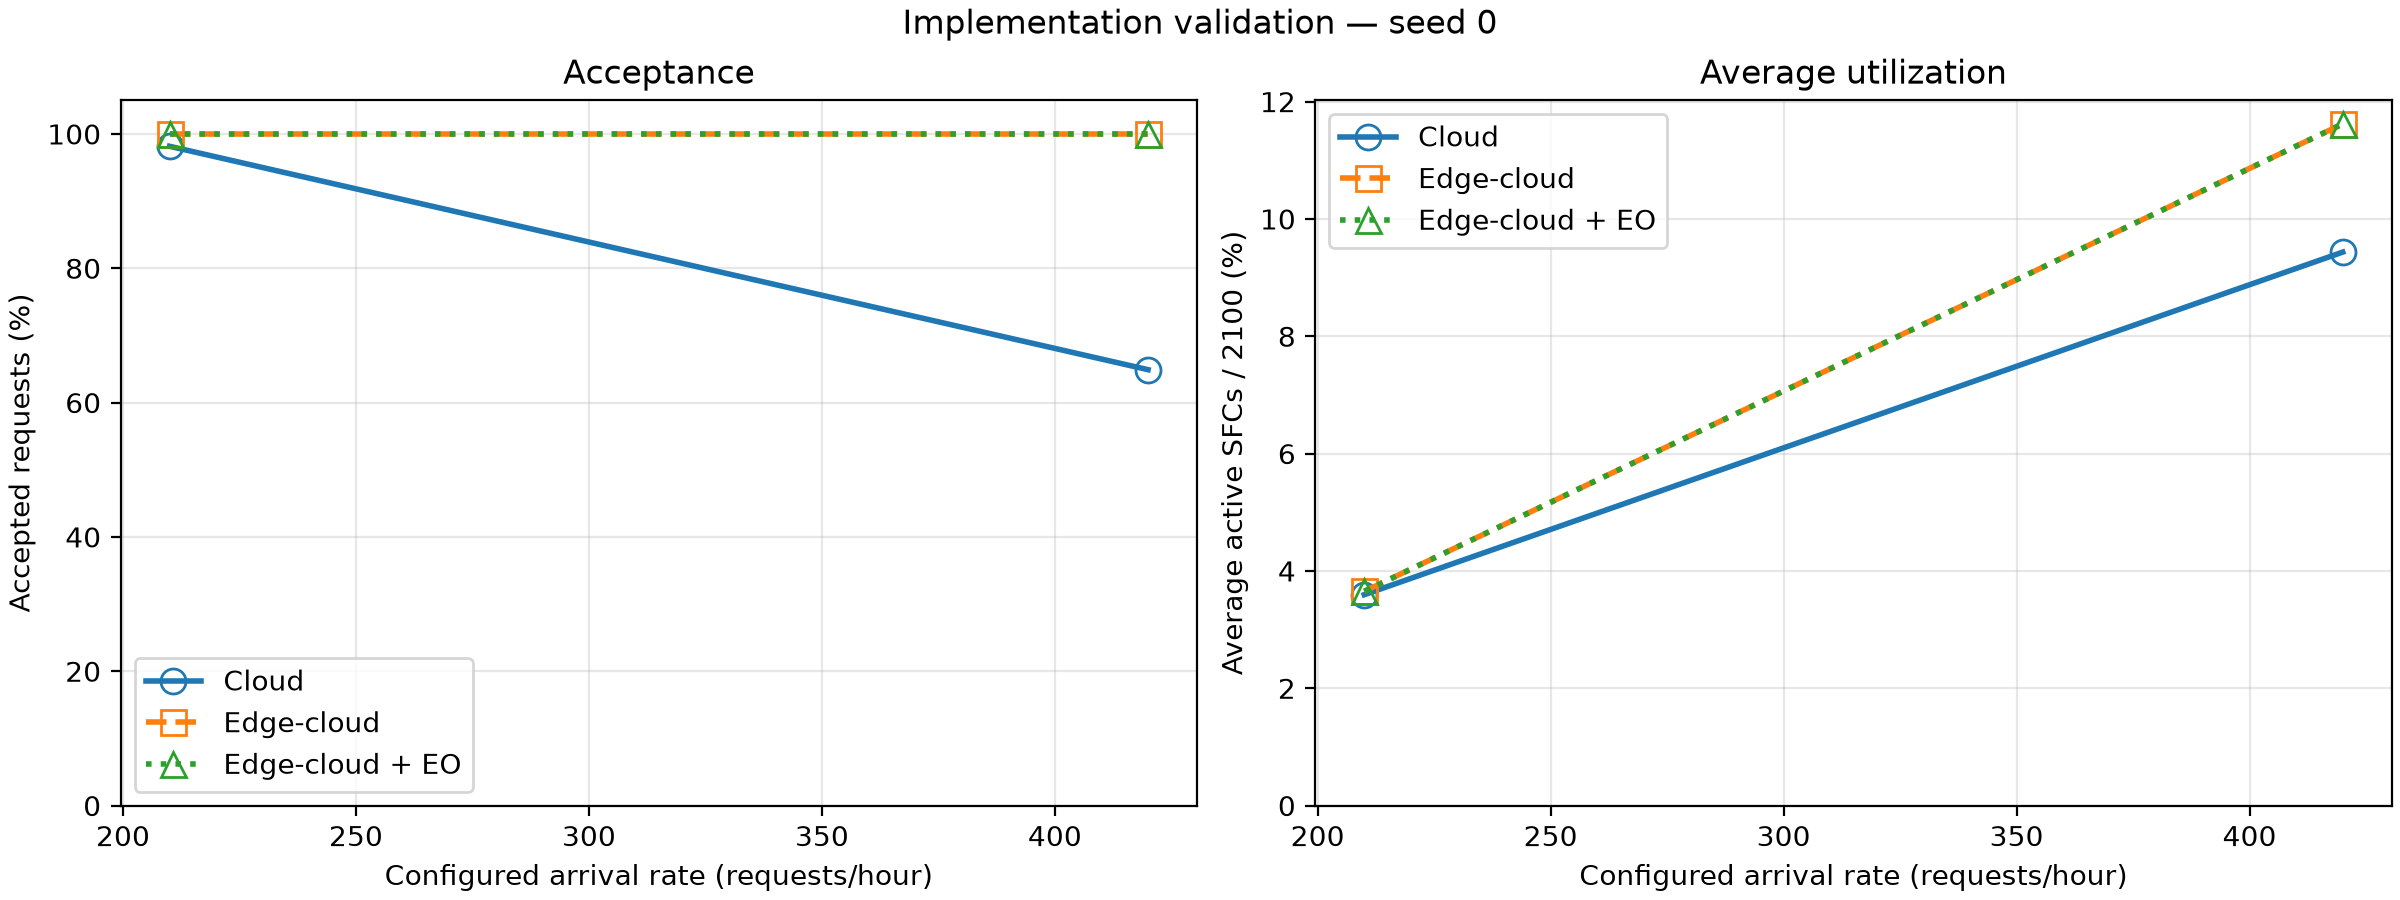 Implementation validation — seed 0
Acceptance
Accepted requests (%)
100
80
60
40
20
0
Cloud
Edge-cloud
Edge-cloud + EO
200 250 300 350 400
Configured arrival rate (requests/hour)
Average utilization
Average active SFCs / 2100 (%)
12
10
8
6
4
2
0
Cloud
Edge-cloud
Edge-cloud + EO
200 250 300 350 400
Configured arrival rate (requests/hour)